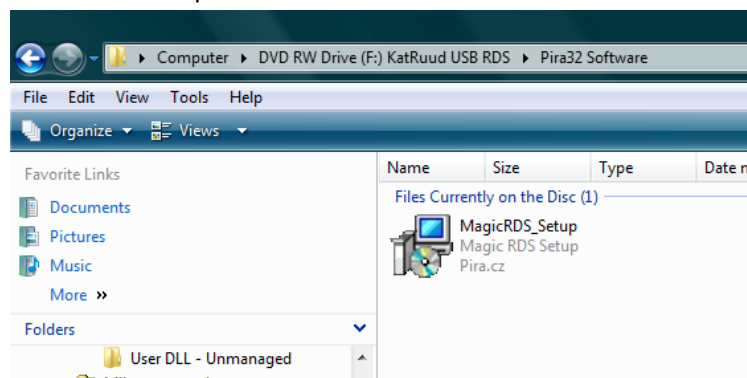 Computer ▸ DVD RW Drive (F:) KatRuud USB RDS ▸ Pira32 Software
File Edit View Tools Help
Organize Views
Favorite Links
Documents
Pictures
Music
More »
Folders
User DLL - Unmanaged
Name Size Type Date
Files Currently on the Disc (1)
MagicRDS_Setup
Magic RDS Setup
Pira.cz